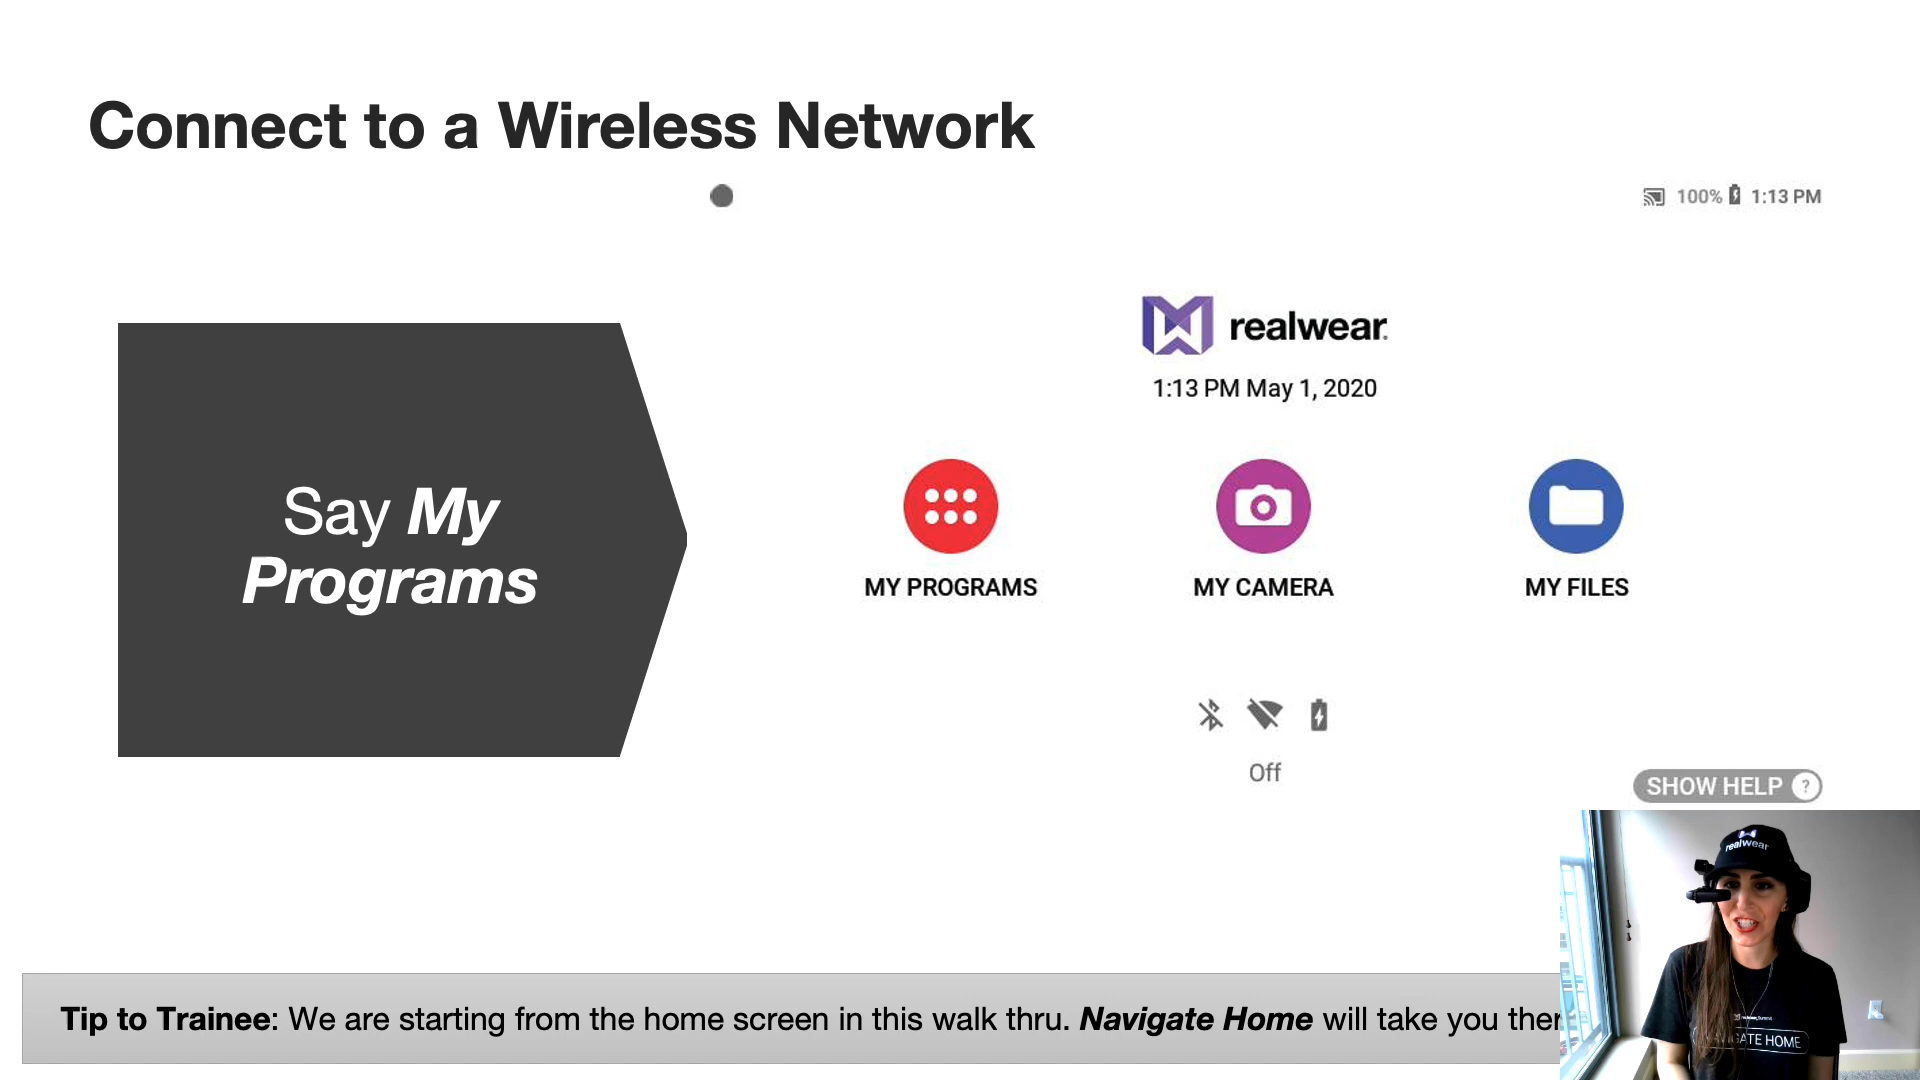 Connect to a Wireless Network
100% 1:13 PM
realwear
1:13 PM May 1, 2020
Say My
Programs
MY PROGRAMS
MY CAMERA
MY FILES
Off
SHOW HELP ?
realwear
Tip to Trainee: We are starting from the home screen in this walk thru. Navigate Home will take you ther
GATE HOME